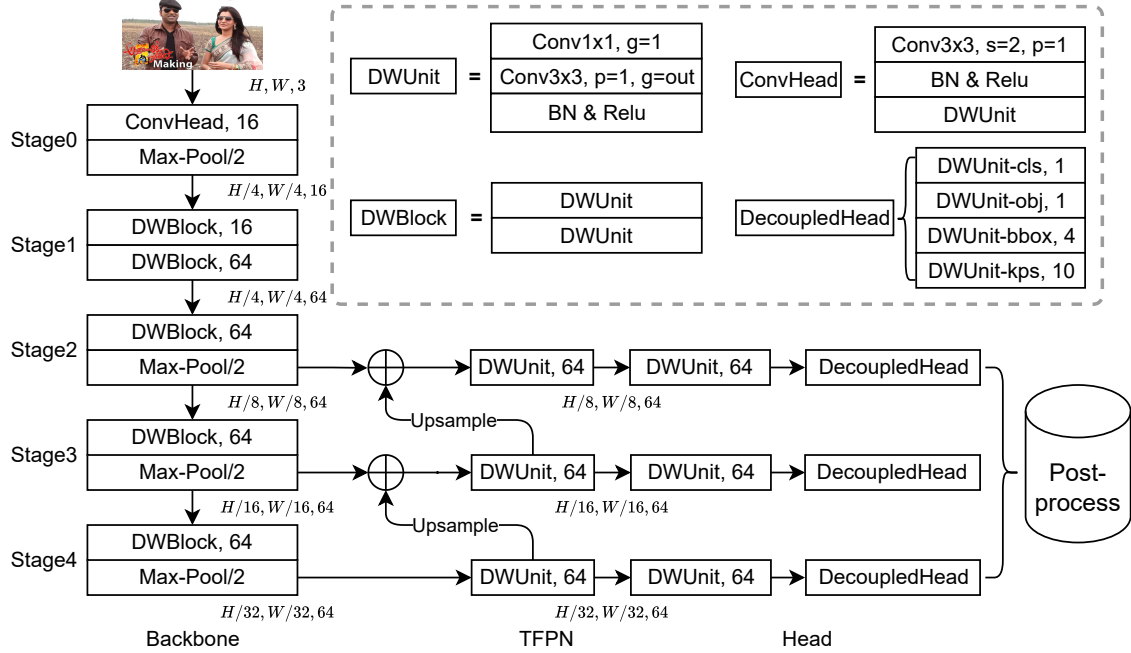 Making
H, W, 3
Stage0
ConvHead, 16
Max-Pool/2
H/4, W/4, 16
Stage1
DWBlock, 16
DWBlock, 64
H/4, W/4, 64
Stage2
DWBlock, 64
Max-Pool/2
H/8, W/8, 64
Stage3
DWBlock, 64
Max-Pool/2
H/16, W/16, 64
Stage4
DWBlock, 64
Max-Pool/2
H/32, W/32, 64
Backbone
DWUnit
=
Conv1x1, g=1
Conv3x3, p=1, g=out
BN & Relu
ConvHead
=
Conv3x3, s=2, p=1
BN & Relu
DWUnit
DWBlock
=
DWUnit
DWUnit
DecoupledHead
DWUnit-cls, 1
DWUnit-obj, 1
DWUnit-bbox, 4
DWUnit-kps, 10
DWUnit, 64
DWUnit, 64
DecoupledHead
H/8, W/8, 64
Upsample
DWUnit, 64
DWUnit, 64
DecoupledHead
H/16, W/16, 64
Upsample
DWUnit, 64
DWUnit, 64
DecoupledHead
H/32, W/32, 64
TFPN
Head
Post-
process